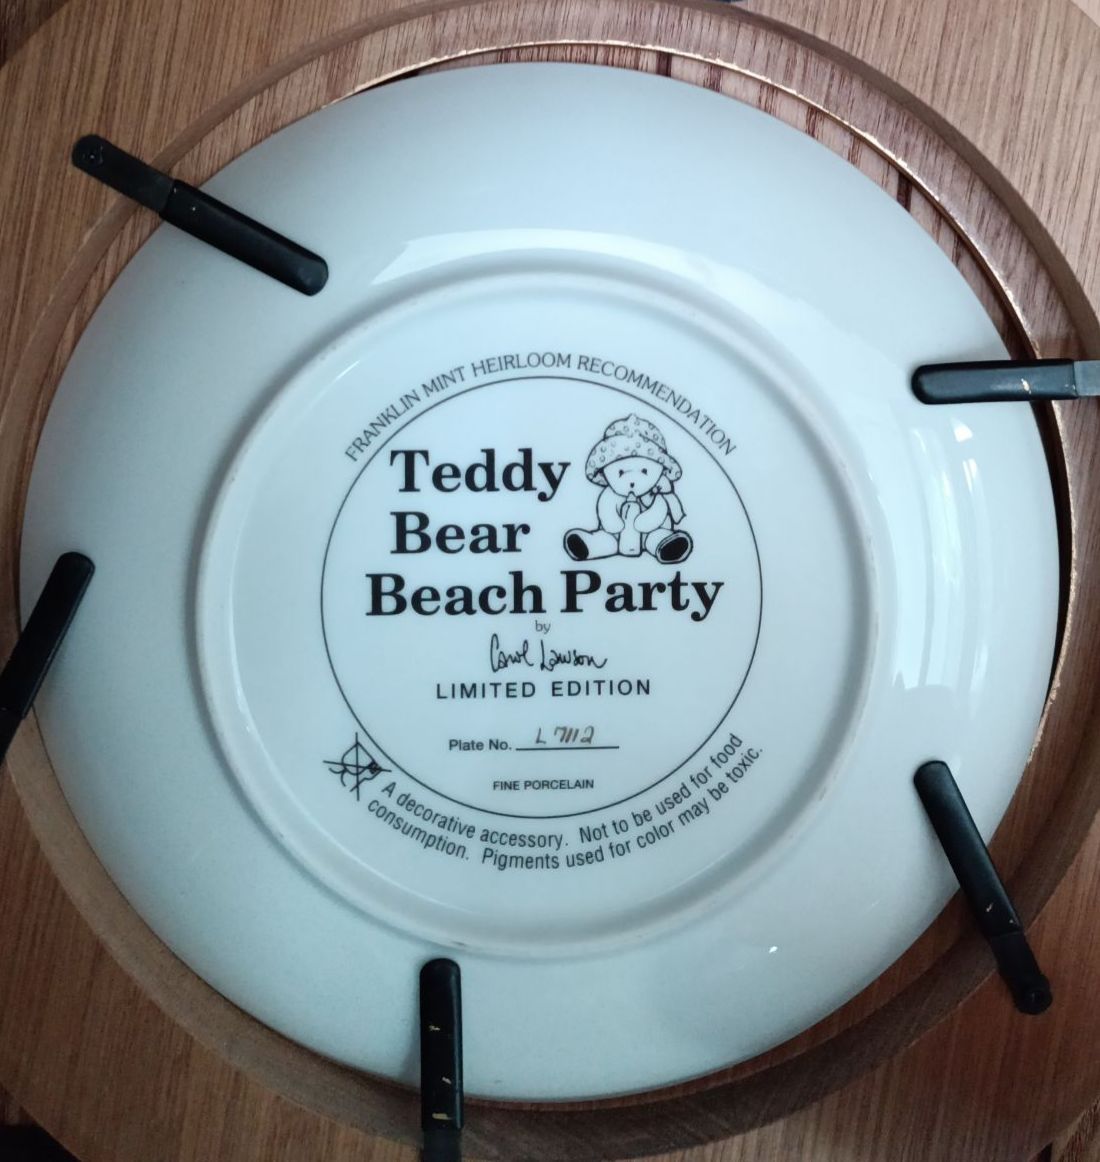 FRANKLIN MINT HEIRLOOM RECOMMENDATION
Teddy
Bear
Beach Party
by
Carol Lawson
LIMITED EDITION
Plate No. L 7112
FINE PORCELAIN
A decorative accessory. Not to be used for food
consumption. Pigments used for color may be toxic.